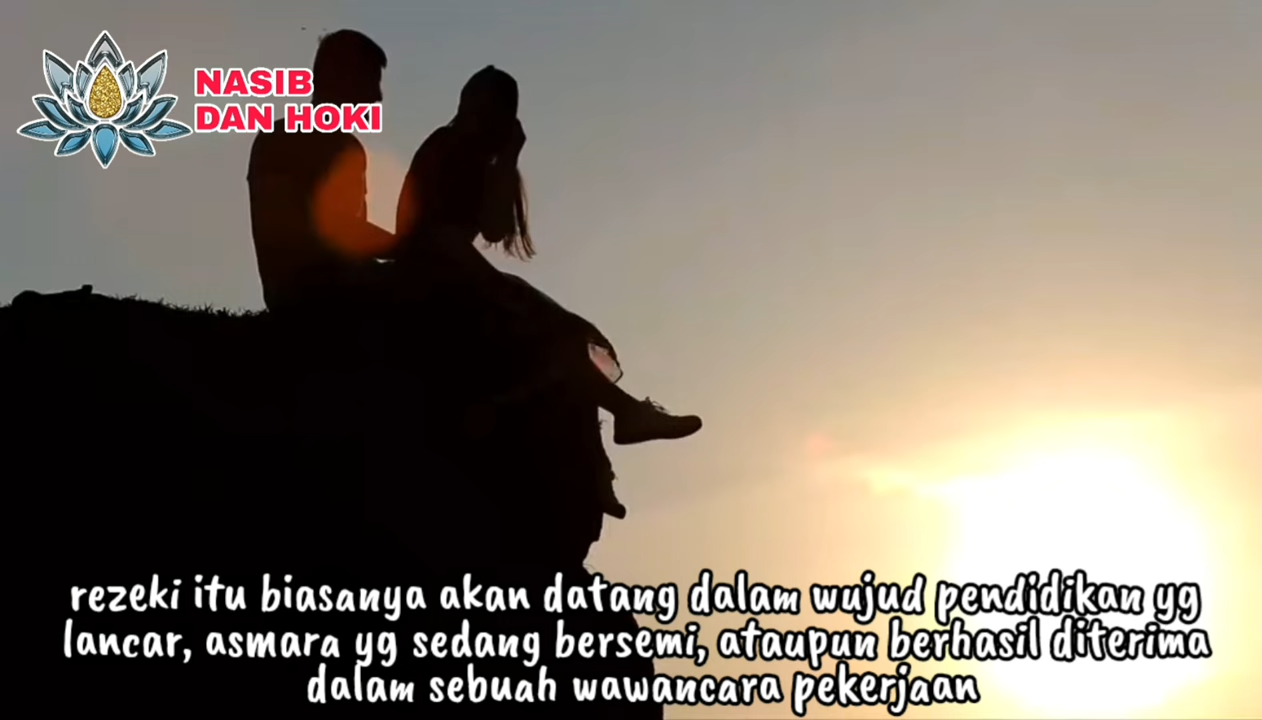 NASIB
DAN HOKI
rezeki itu biasanya akan datang dalam wujud pendidikan yg
lancar, asmara yg sedang bersemi, ataupun berhasil diterima
dalam sebuah wawancara pekerjaan